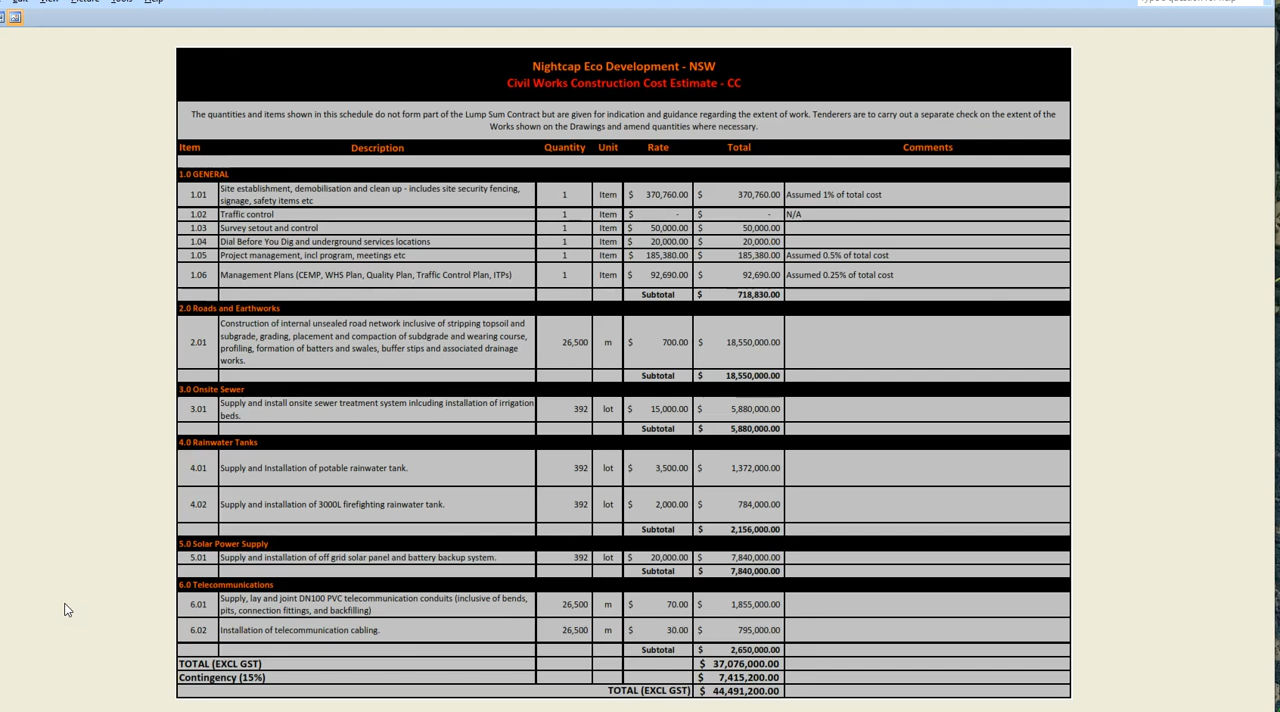 Edit View Picture Tools Help
Nightcap Eco Development - NSW
Civil Works Construction Cost Estimate - CC
The quantities and items shown in this schedule do not form part of the Lump Sum Contract but are given for indication and guidance regarding the extent of work. Tenderers are to carry out a separate check on the extent of the
Works shown on the Drawings and amend quantities where necessary.
Item Description Quantity Unit Rate Total Comments
1.0 GENERAL
1.01 Site establishment, demobilisation and clean up - includes site security fencing,
signage, safety items etc 1 Item $ 370,760.00 $ 370,760.00 Assumed 1% of total cost
1.02 Traffic control 1 Item $ - $ - N/A
1.03 Survey setout and control 1 Item $ 50,000.00 $ 50,000.00
1.04 Dial Before You Dig and underground services locations 1 Item $ 20,000.00 $ 20,000.00
1.05 Project management, incl program, meetings etc 1 Item $ 185,380.00 $ 185,380.00 Assumed 0.5% of total cost
1.06 Management Plans (CEMP, WHS Plan, Quality Plan, Traffic Control Plan, ITPs) 1 Item $ 92,690.00 $ 92,690.00 Assumed 0.25% of total cost
Subtotal $ 718,830.00
2.0 Roads and Earthworks
2.01 Construction of internal unsealed road network inclusive of stripping topsoil and
subgrade, grading, placement and compaction of subdgrade and wearing course,
profiling, formation of batters and swales, buffer stips and associated drainage
works. 26,500 m $ 700.00 $ 18,550,000.00
Subtotal $ 18,550,000.00
3.0 Onsite Sewer
3.01 Supply and install onsite sewer treatment system inlcuding installation of irrigation
beds. 392 lot $ 15,000.00 $ 5,880,000.00
Subtotal $ 5,880,000.00
4.0 Rainwater Tanks
4.01 Supply and Installation of potable rainwater tank. 392 lot $ 3,500.00 $ 1,372,000.00
4.02 Supply and installation of 3000L firefighting rainwater tank. 392 lot $ 2,000.00 $ 784,000.00
Subtotal $ 2,156,000.00
5.0 Solar Power Supply
5.01 Supply and installation of off grid solar panel and battery backup system. 392 lot $ 20,000.00 $ 7,840,000.00
Subtotal $ 7,840,000.00
6.0 Telecommunications
6.01 Supply, lay and joint DN100 PVC telecommunication conduits (inclusive of bends,
pits, connection fittings, and backfilling) 26,500 m $ 70.00 $ 1,855,000.00
6.02 Installation of telecommunication cabling. 26,500 m $ 30.00 $ 795,000.00
Subtotal $ 2,650,000.00
TOTAL (EXCL GST) $ 37,076,000.00
Contingency (15%) $ 7,415,200.00
TOTAL (EXCL GST) $ 44,491,200.00